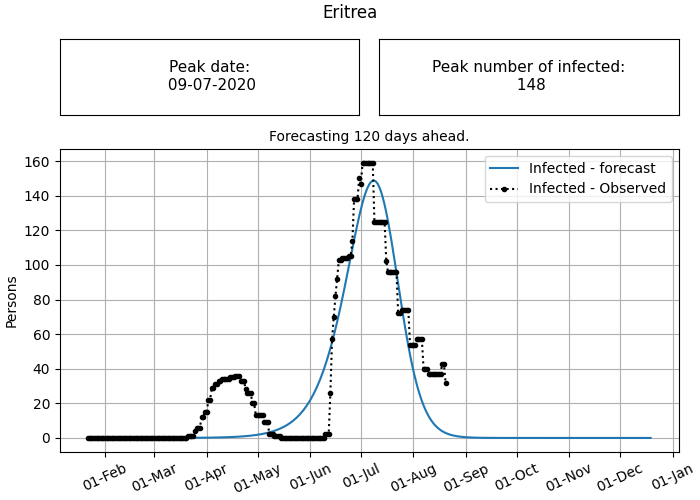 Eritrea
Peak date:
09-07-2020
Peak number of infected:
148
Forecasting 120 days ahead.
160
140
120
100
80
60
40
20
0
Persons
Infected - forecast
Infected - Observed
01-Feb
01-Mar
01-Apr
01-May
01-Jun
01-Jul
01-Aug
01-Sep
01-Oct
01-Nov
01-Dec
01-Jan